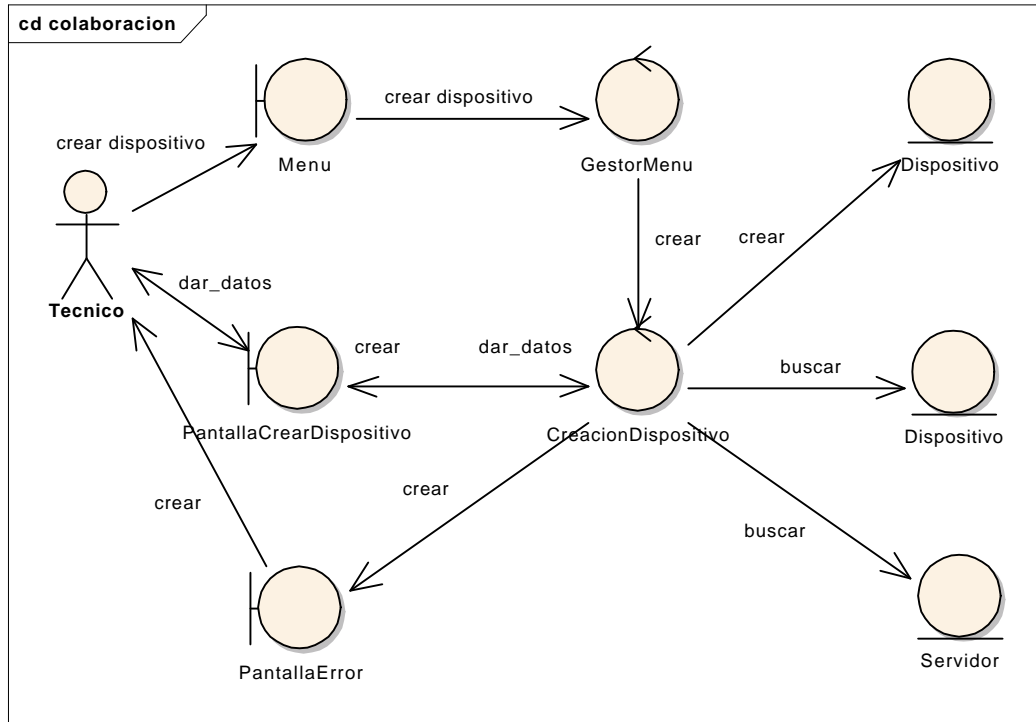 cd colaboracion
crear dispositivo
crear dispositivo
Menu
GestorMenu
Dispositivo
Tecnico
dar_datos
crear
crear
crear
dar_datos
buscar
PantallaCrearDispositivo
CreacionDispositivo
Dispositivo
crear
crear
buscar
PantallaError
Servidor